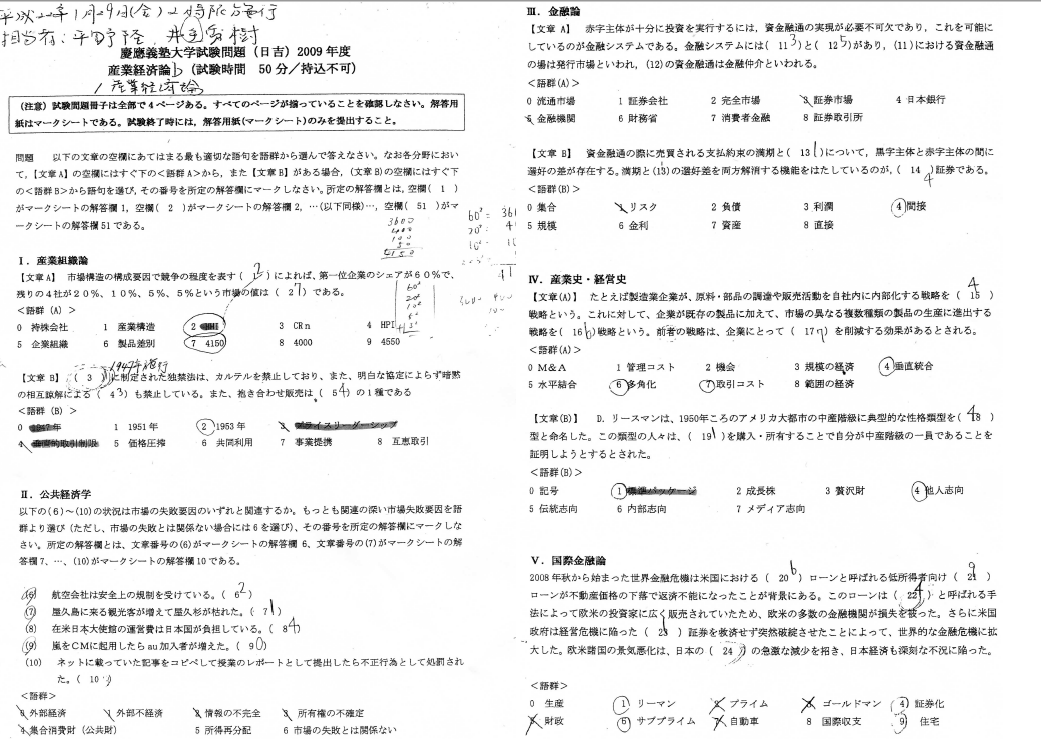 平成22年1月29日(金)2時限施行
担当者:平野 隆
慶應義塾大学試験問題(日吉)2009年度
産業経済論b(試験時間 50分/持込不可)
産業経済論
(注意)試験問題冊子は全部で4ページある。すべてのページが揃っていることを確認しなさい。解答用
紙はマークシートである。試験終了時には,解答用紙(マークシート)のみを提出すること。
問題 以下の文章の空欄にあてはまる最も適切な語句を語群から選んで答えなさい。なお各分野におい
て,【文章A】の空欄にはすぐ下の<語群A>から,また【文章B】がある場合,(文章B)の空欄にはすぐ下
の<語群B>から語句を選び,その番号を所定の解答欄にマークしなさい。所定の解答欄とは,空欄( 1 )
がマークシートの解答欄1,空欄( 2 )がマークシートの解答欄2,…(以下同様)…,空欄( 51 )がマ
ークシートの解答欄51である。
3600
400
100
50
4150
Ⅰ.産業組織論
【文章A】 市場構造の構成要因で競争の程度を表す( 1 2)によれば,第一位企業のシェアが60%で、
残りの4社が20%、10%、5%、5%という市場の値は( 2 7)である。
<語群(A)>
0 持株会社 1 産業構造 2 HHI 3 CRn 4 HPI
5 企業組織 6 製品差別 7 4150 8 4000 9 4550
1947年施行
【文章B】( 3 )に制定された独禁法は、カルテルを禁止しており、また、明白な協定によらず暗黙
の相互諒解による( 4 3)も禁止している。また、抱き合わせ販売は( 5 4)の1種である
<語群(B)>
0 1947年 1 1951年 2 1953年 3 プライスリーダーシップ
4 垂直的取引制限 5 価格圧搾 6 共同利用 7 事業提携 8 互恵取引
Ⅱ.公共経済学
以下の(6)~(10)の状況は市場の失敗要因のいずれと関連するか。もっとも関連の深い市場失敗要因を語
群より選び(ただし、市場の失敗とは関係ない場合には6を選び)、その番号を所定の解答欄にマークしな
さい。所定の解答欄とは、文章番号の(6)がマークシートの解答欄6、文章番号の(7)がマークシートの解
答欄7、…、(10)がマークシートの解答欄10である。
(6) 航空会社は安全上の規制を受けている。( 6 2)
(7) 屋久島に来る観光客が増えて屋久杉が枯れた。( 7 1)
(8) 在米日本大使館の運営費は日本国が負担している。( 8 4)
(9) 嵐をCMに起用したらau加入者が増えた。( 9 0)
(10) ネットに載っていた記事をコピペして授業のレポートとして提出したら不正行為として処罰され
た。( 10 )
<語群>
0 外部経済 1 外部不経済 2 情報の不完全 3 所有権の不確定
4 集合消費財(公共財) 5 所得再分配 6 市場の失敗とは関係ない
Ⅲ.金融論
【文章A】 赤字主体が十分に投資を実行するには,資金融通の実現が必要不可欠であり,これを可能に
しているのが金融システムである。金融システムには( 11 3)と( 12 5)があり,(11)における資金融通
の場は発行市場といわれ,(12)の資金融通は金融仲介といわれる。
<語群(A)>
0 流通市場 1 証券会社 2 完全市場 3 証券市場 4 日本銀行
5 金融機関 6 財務省 7 消費者金融 8 証券取引所
【文章B】 資金融通の際に売買される支払約束の満期と( 13 1)について,黒字主体と赤字主体の間に
選好の差が存在する。満期と(13)の選好差を両方解消する機能をはたしているのが,( 14 4)証券である。
<語群(B)>
0 集合 1 リスク 2 負債 3 利潤 4 間接
5 規模 6 金利 7 資産 8 直接
Ⅳ.産業史・経営史
【文章(A)】 たとえば製造業企業が、原料・部品の調達や販売活動を自社内に内部化する戦略を( 15 4)
戦略という。これに対して、企業が既存の製品に加えて、市場の異なる複数種類の製品の生産に進出する
戦略を( 16 6)戦略という。前者の戦略は、企業にとって( 17 7)を削減する効果があるとされる。
<語群(A)>
0 M&A 1 管理コスト 2 機会 3 規模の経済 4 垂直統合
5 水平結合 6 多角化 7 取引コスト 8 範囲の経済
【文章(B)】 D. リースマンは、1950年ころのアメリカ大都市の中産階級に典型的な性格類型を( 18 4)
型と命名した。この類型の人々は、( 19 1)を購入・所有することで自分が中産階級の一員であることを
証明しようとするとされた。
<語群(B)>
0 記号 1 標準パッケージ 2 成長株 3 贅沢財 4 他人志向
5 伝統志向 6 内部志向 7 メディア志向
Ⅴ.国際金融論
2008年秋から始まった世界金融危機は米国における( 20 6)ローンと呼ばれる低所得者向け( 21 9)
ローンが不動産価格の下落で返済不能になったことが背景にある。このローンは( 22 4)と呼ばれる手
法によって欧米の投資家に広く販売されていたため、欧米の多数の金融機関が損失を被った。さらに米国
政府は経営危機に陥った( 23 1)証券を救済せず突然破綻させたことによって、世界的な金融危機に拡
大した。欧米諸国の景気悪化は、日本の( 24 )の急激な減少を招き、日本経済も深刻な不況に陥った。
<語群>
0 生産 1 リーマン 2 プライム 3 ゴールドマン 4 証券化
5 財政 6 サブプライム 7 自動車 8 国際収支 9 住宅